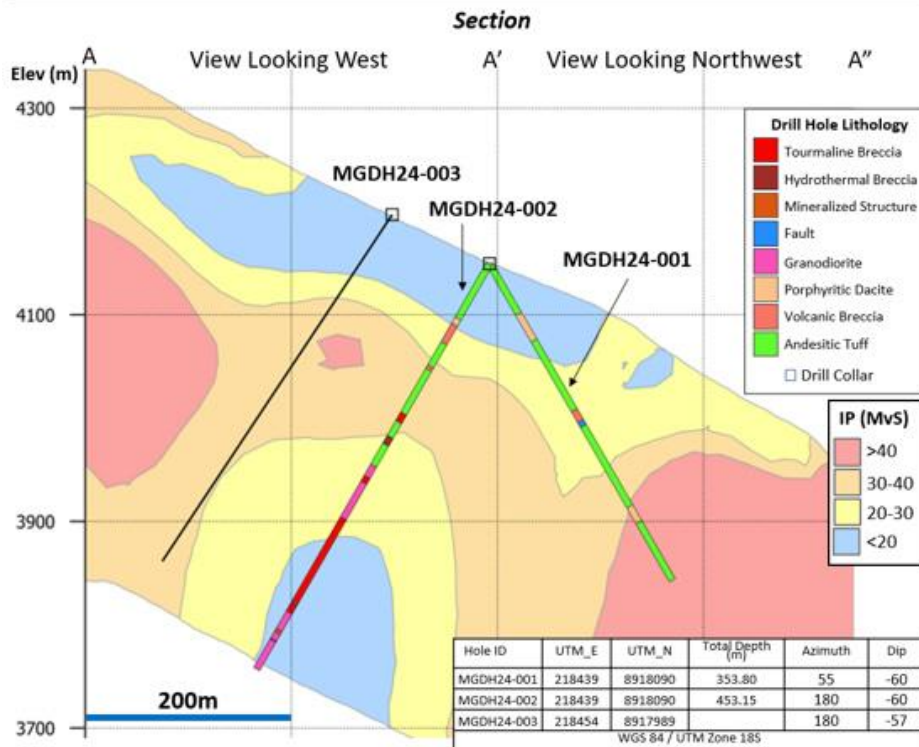 Section
A
View Looking West
A'
View Looking Northwest
A"
Elev (m)
4300
4100
3900
3700
MGDH24-003
MGDH24-002
MGDH24-001
Drill Hole Lithology
Tourmaline Breccia
Hydrothermal Breccia
Mineralized Structure
Fault
Granodiorite
Porphyritic Dacite
Volcanic Breccia
Andesitic Tuff
Drill Collar
IP (MvS)
>40
30-40
20-30
<20
200m
Hole ID UTM_E UTM_N Total Depth (m) Azimuth Dip
MGDH24-001 218439 8918090 353.80 55 -60
MGDH24-002 218439 8918090 453.15 180 -60
MGDH24-003 218454 8917989 180 -57
WGS 84 / UTM Zone 18S